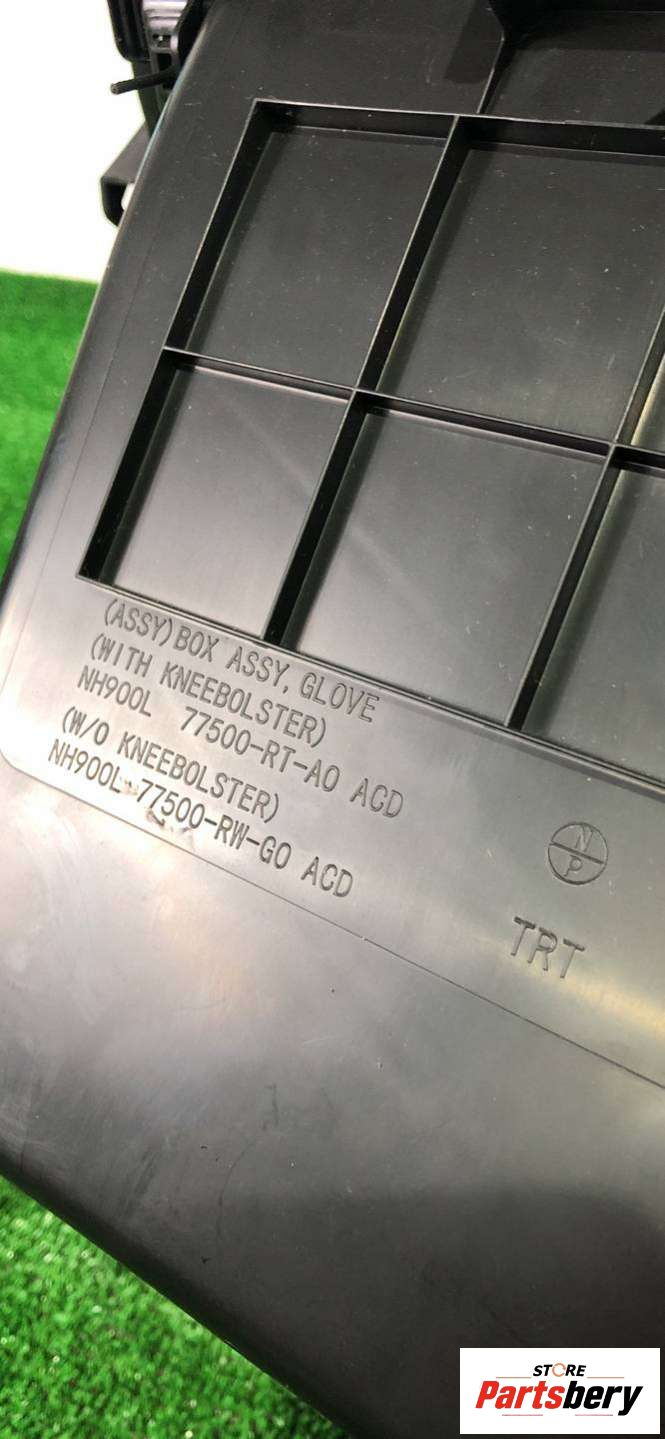 (ASSY) BOX ASSY, GLOVE
(WITH KNEEBOLSTER)
NH900L 77500-RT-A0 ACD
(W/O KNEEBOLSTER)
NH900L 77500-RW-G0 ACD
N
P
TRT
STORE
Partsbery